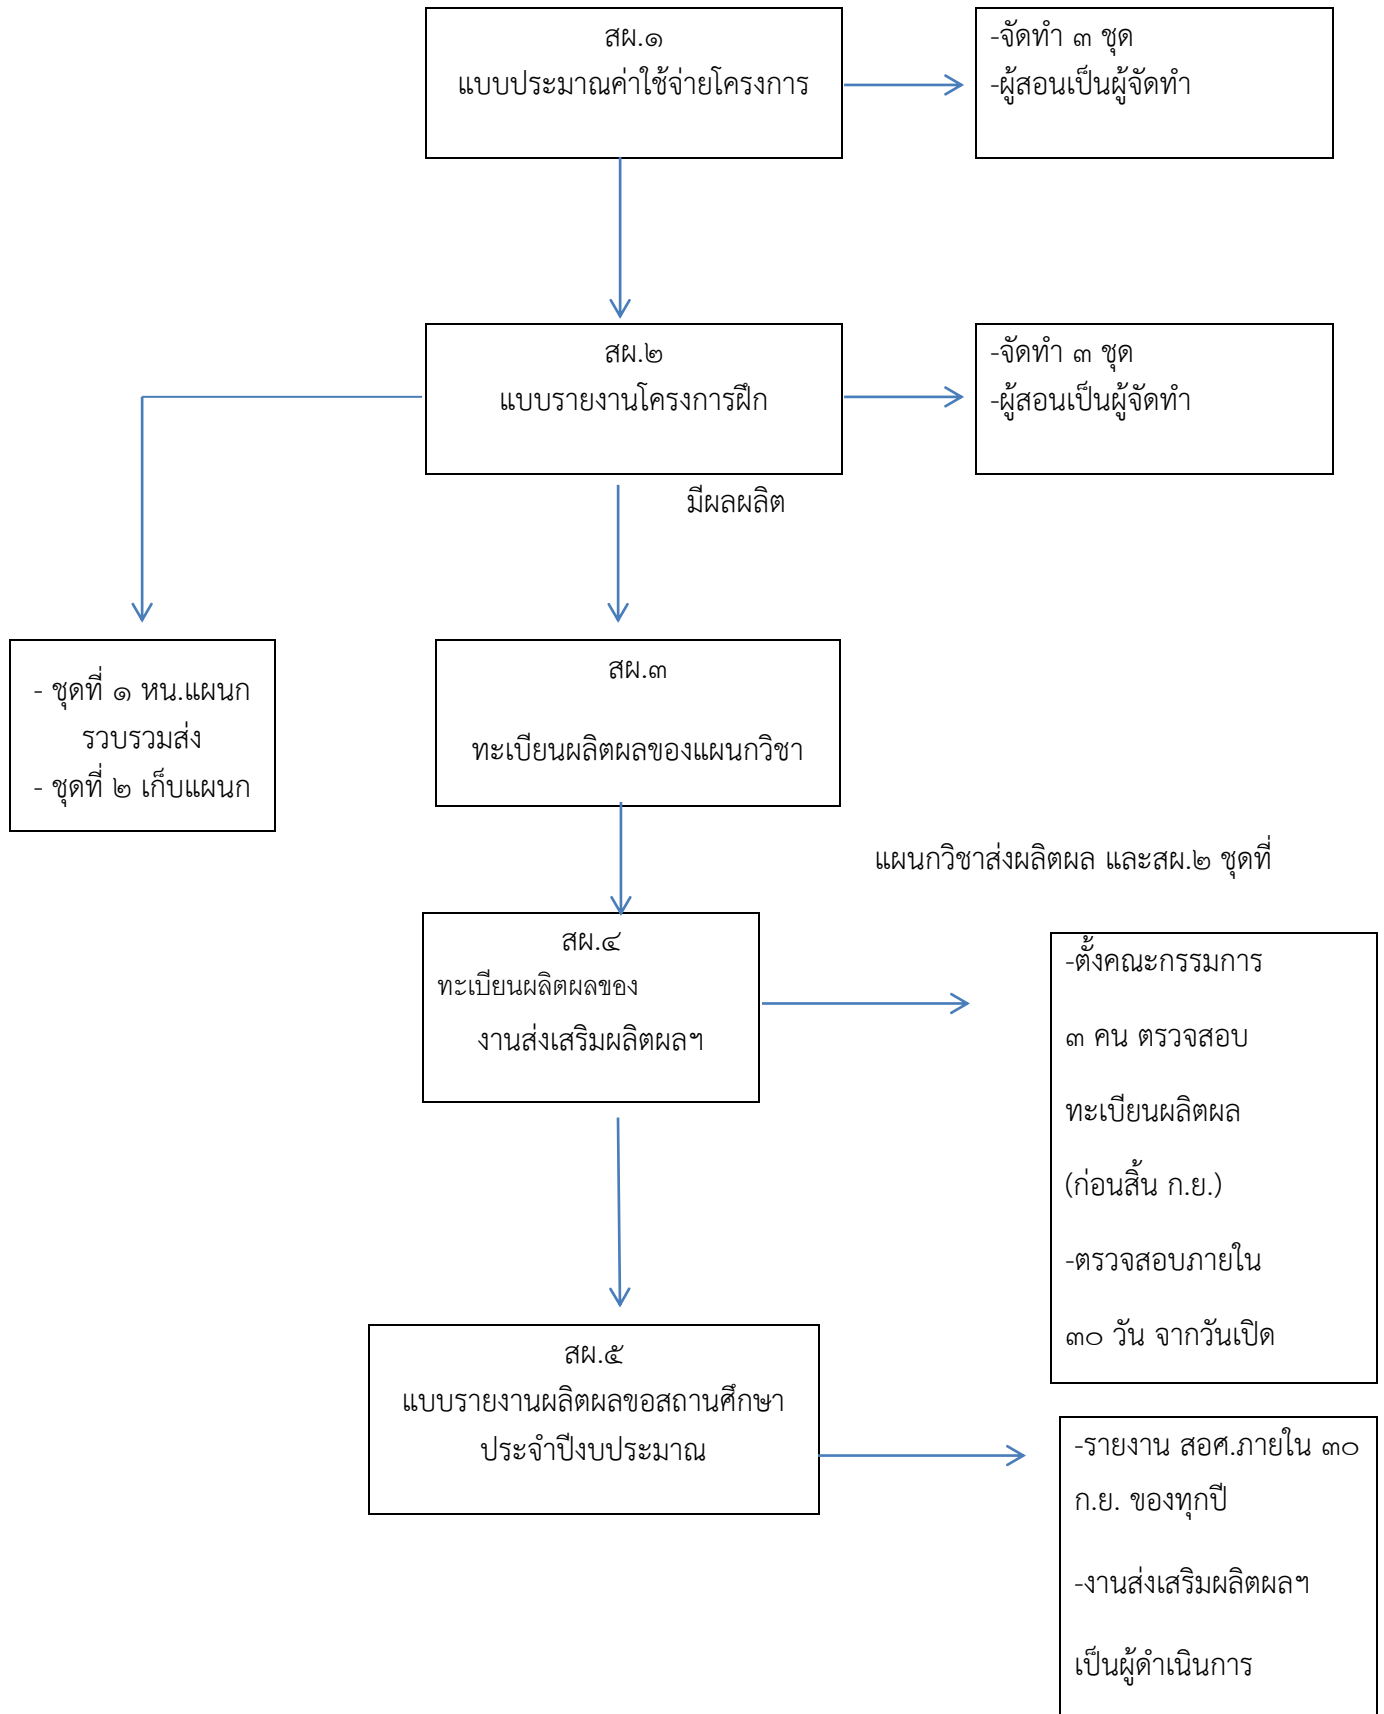 สผ.๑
แบบประมาณค่าใช้จ่ายโครงการ
-จัดทำ ๓ ชุด
-ผู้สอนเป็นผู้จัดทำ
สผ.๒
แบบรายงานโครงการฝึก
-จัดทำ ๓ ชุด
-ผู้สอนเป็นผู้จัดทำ
มีผลผลิต
- ชุดที่ ๑ หน.แผนก
รวบรวมส่ง
- ชุดที่ ๒ เก็บแผนก
สผ.๓
ทะเบียนผลิตผลของแผนกวิชา
แผนกวิชาส่งผลิตผล และสผ.๒ ชุดที่
สผ.๔
ทะเบียนผลิตผลของ
งานส่งเสริมผลิตผลฯ
-ตั้งคณะกรรมการ
๓ คน ตรวจสอบ
ทะเบียนผลิตผล
(ก่อนสิ้น ก.ย.)
-ตรวจสอบภายใน
๓๐ วัน จากวันเปิด
สผ.๕
แบบรายงานผลิตผลขอสถานศึกษา
ประจำปีงบประมาณ
-รายงาน สอศ.ภายใน ๓๐
ก.ย. ของทุกปี
-งานส่งเสริมผลิตผลฯ
เป็นผู้ดำเนินการ